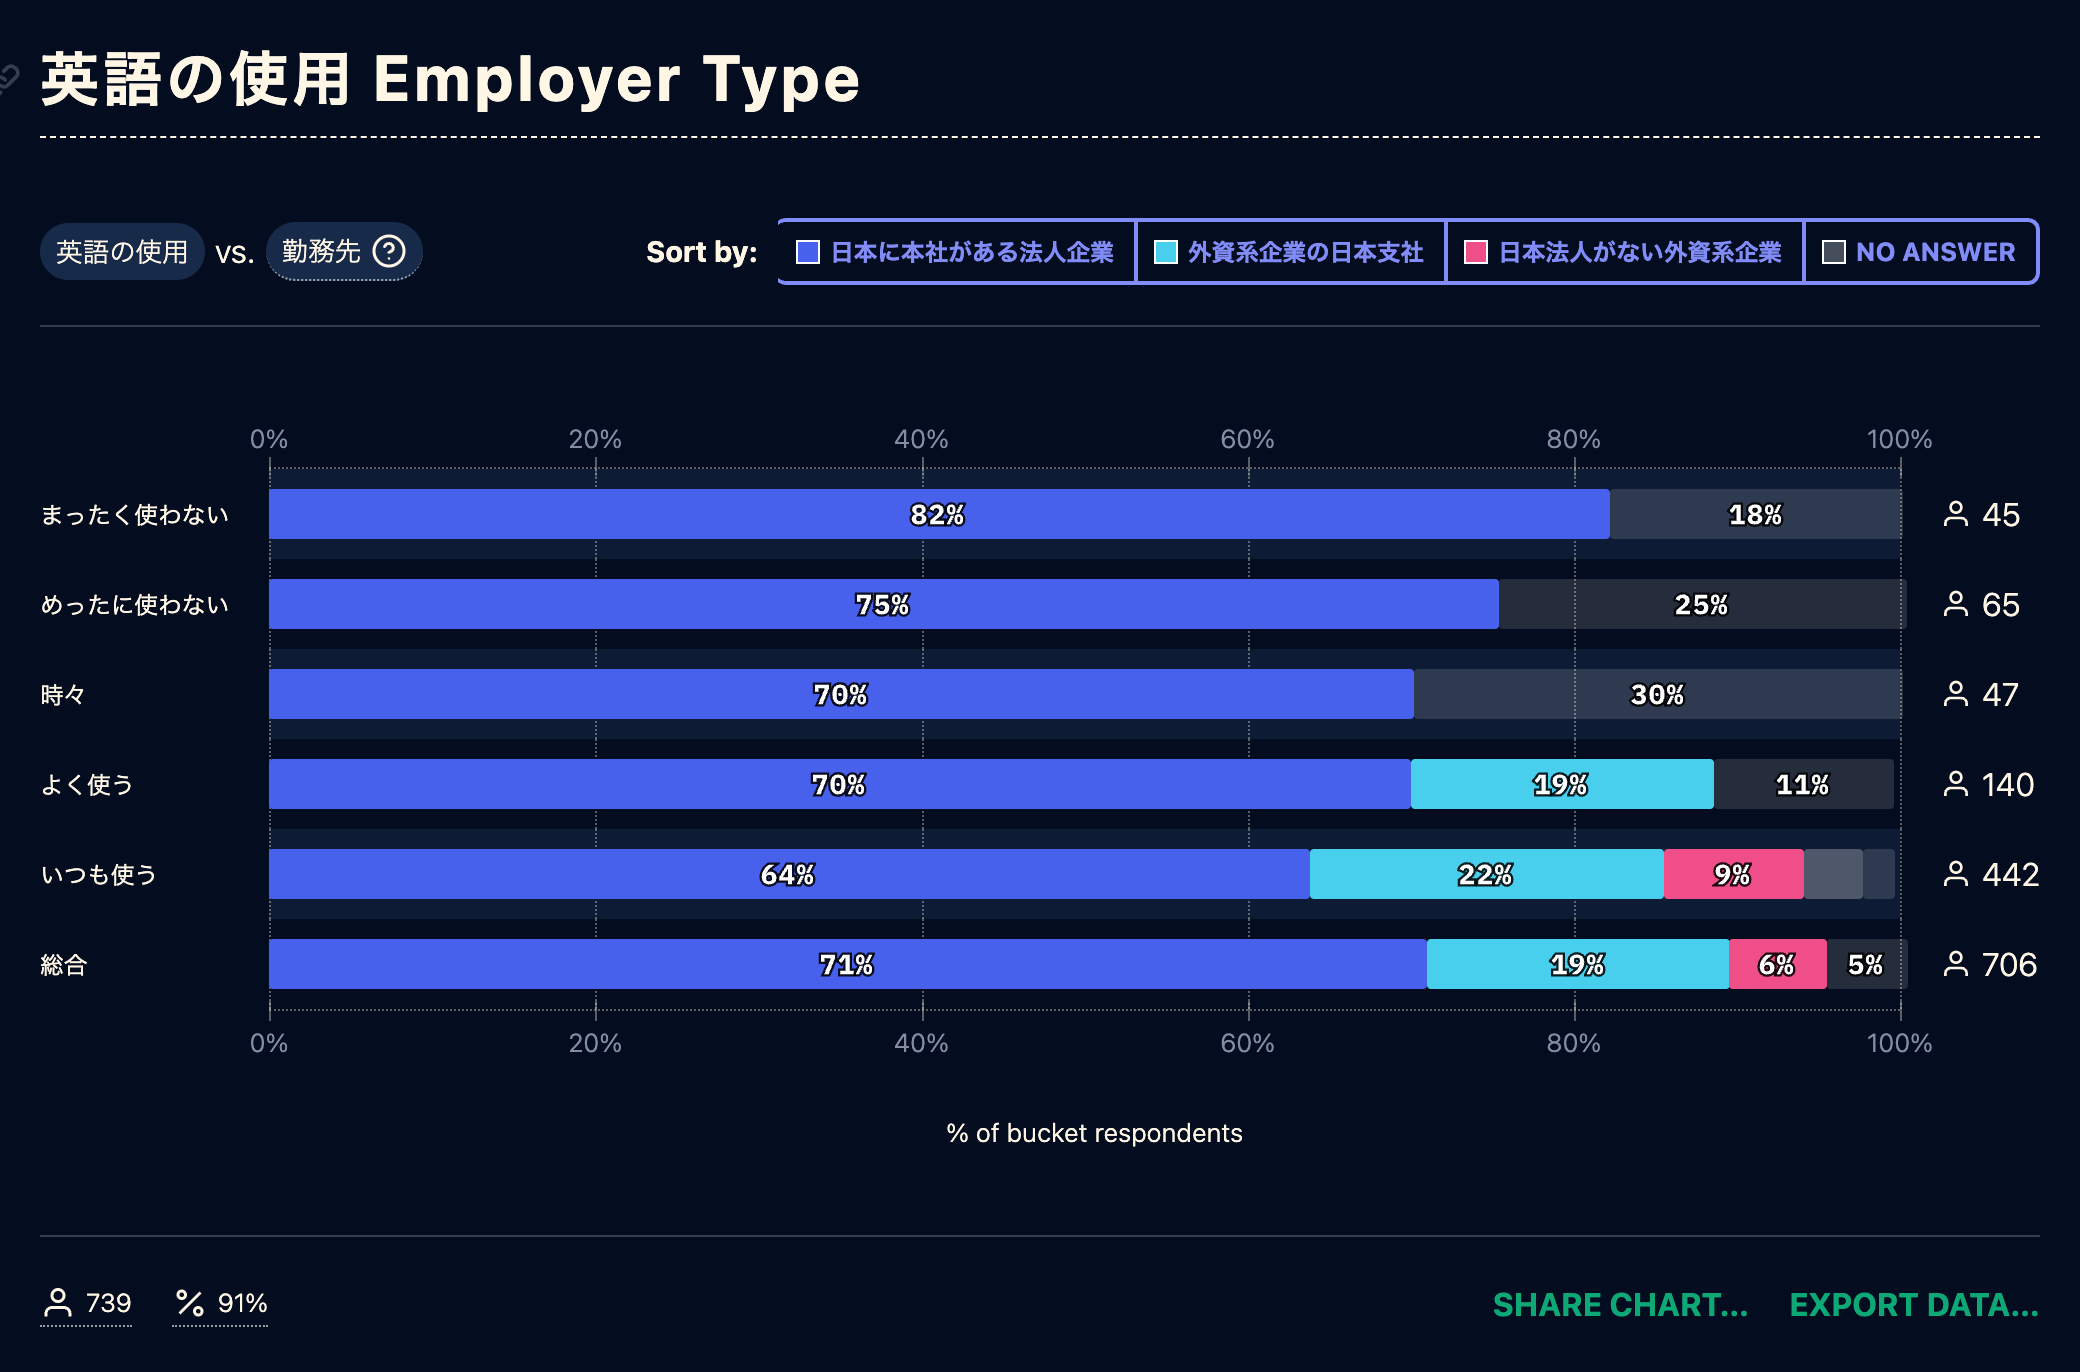 英語の使用 Employer Type
英語の使用 vs. 勤務先
Sort by: 日本に本社がある法人企業 外資系企業の日本支社 日本法人がない外資系企業 NO ANSWER
0% 20% 40% 60% 80% 100%
まったく使わない 82% 18% 45
めったに使わない 75% 25% 65
時々 70% 30% 47
よく使う 70% 19% 11% 140
いつも使う 64% 22% 9% 442
総合 71% 19% 6% 5% 706
0% 20% 40% 60% 80% 100%
% of bucket respondents
739 91%
SHARE CHART... EXPORT DATA...